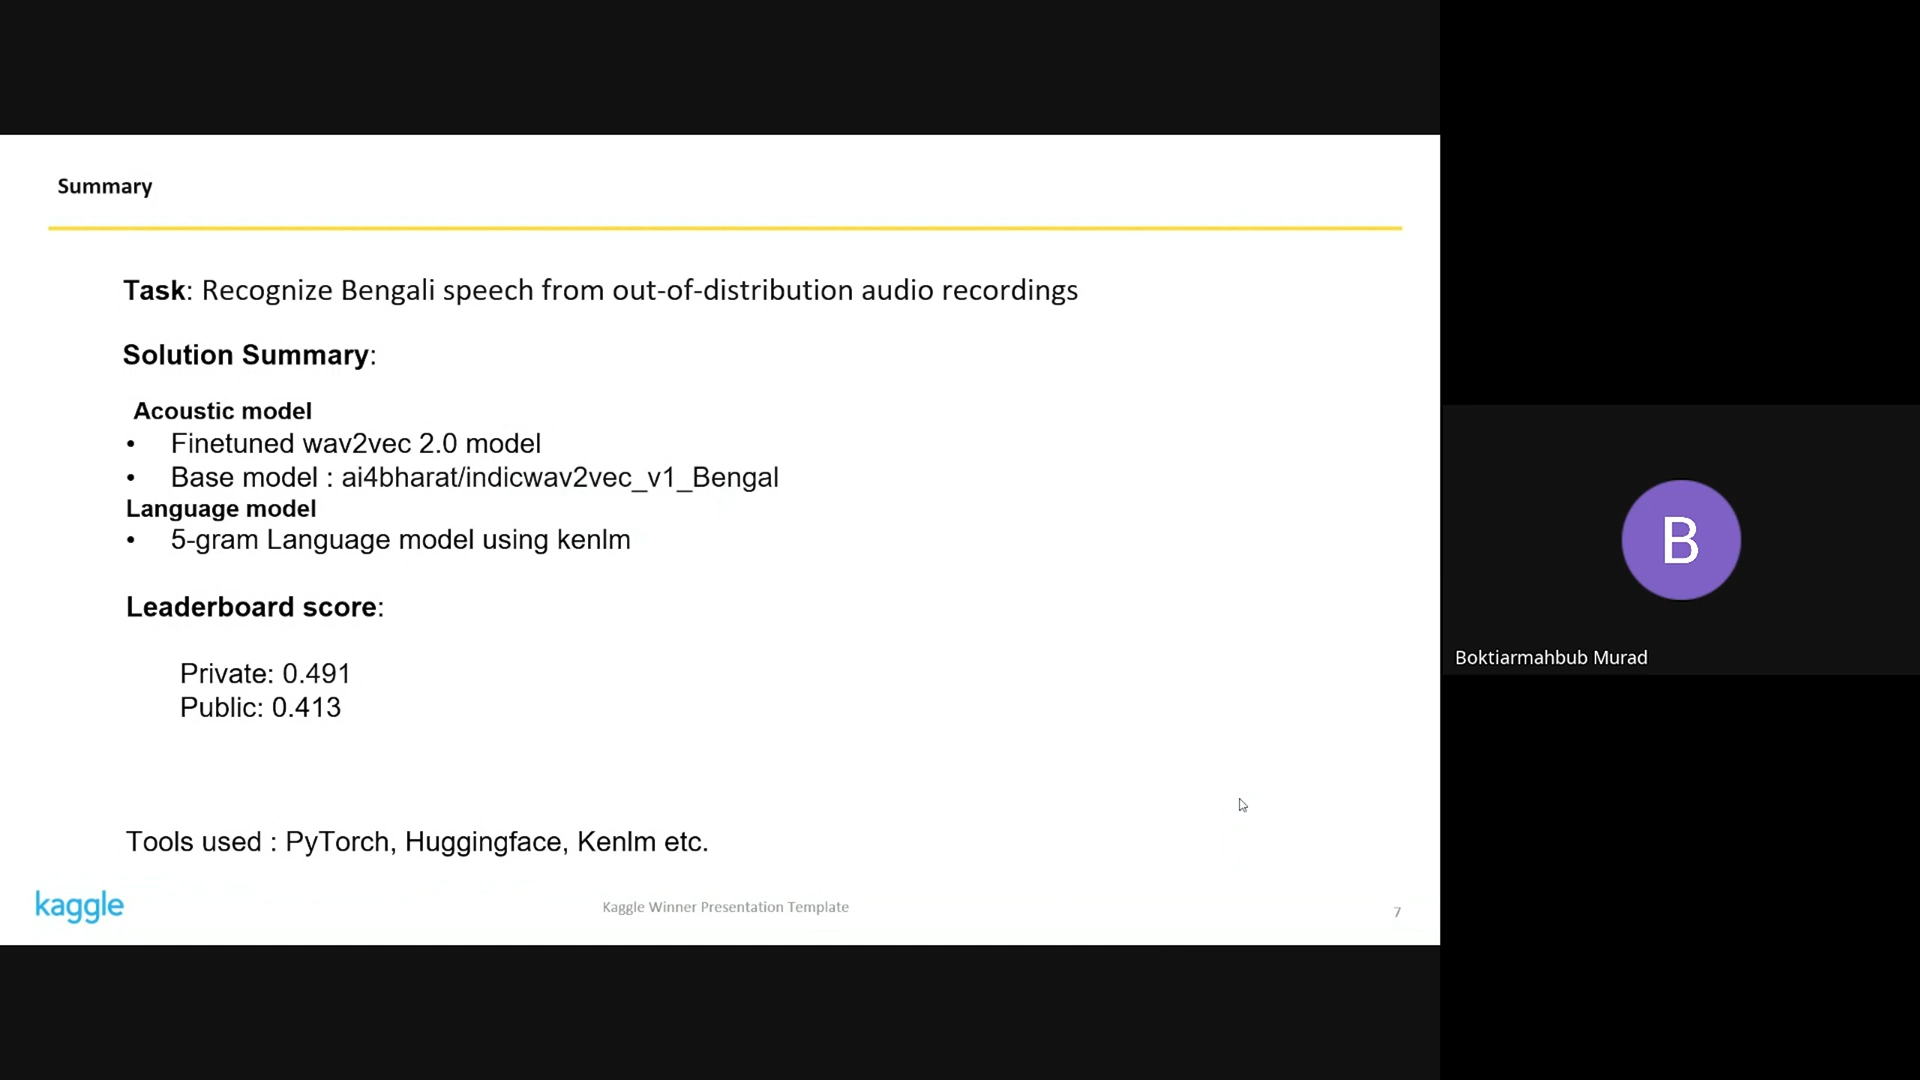 Summary
Task: Recognize Bengali speech from out-of-distribution audio recordings
Solution Summary:
Acoustic model
• Finetuned wav2vec 2.0 model
• Base model : ai4bharat/indicwav2vec_v1_Bengal
Language model
• 5-gram Language model using kenlm
Leaderboard score:
Private: 0.491
Public: 0.413
Tools used : PyTorch, Huggingface, Kenlm etc.
kaggle
Kaggle Winner Presentation Template
7
B
Boktiarmahbub Murad